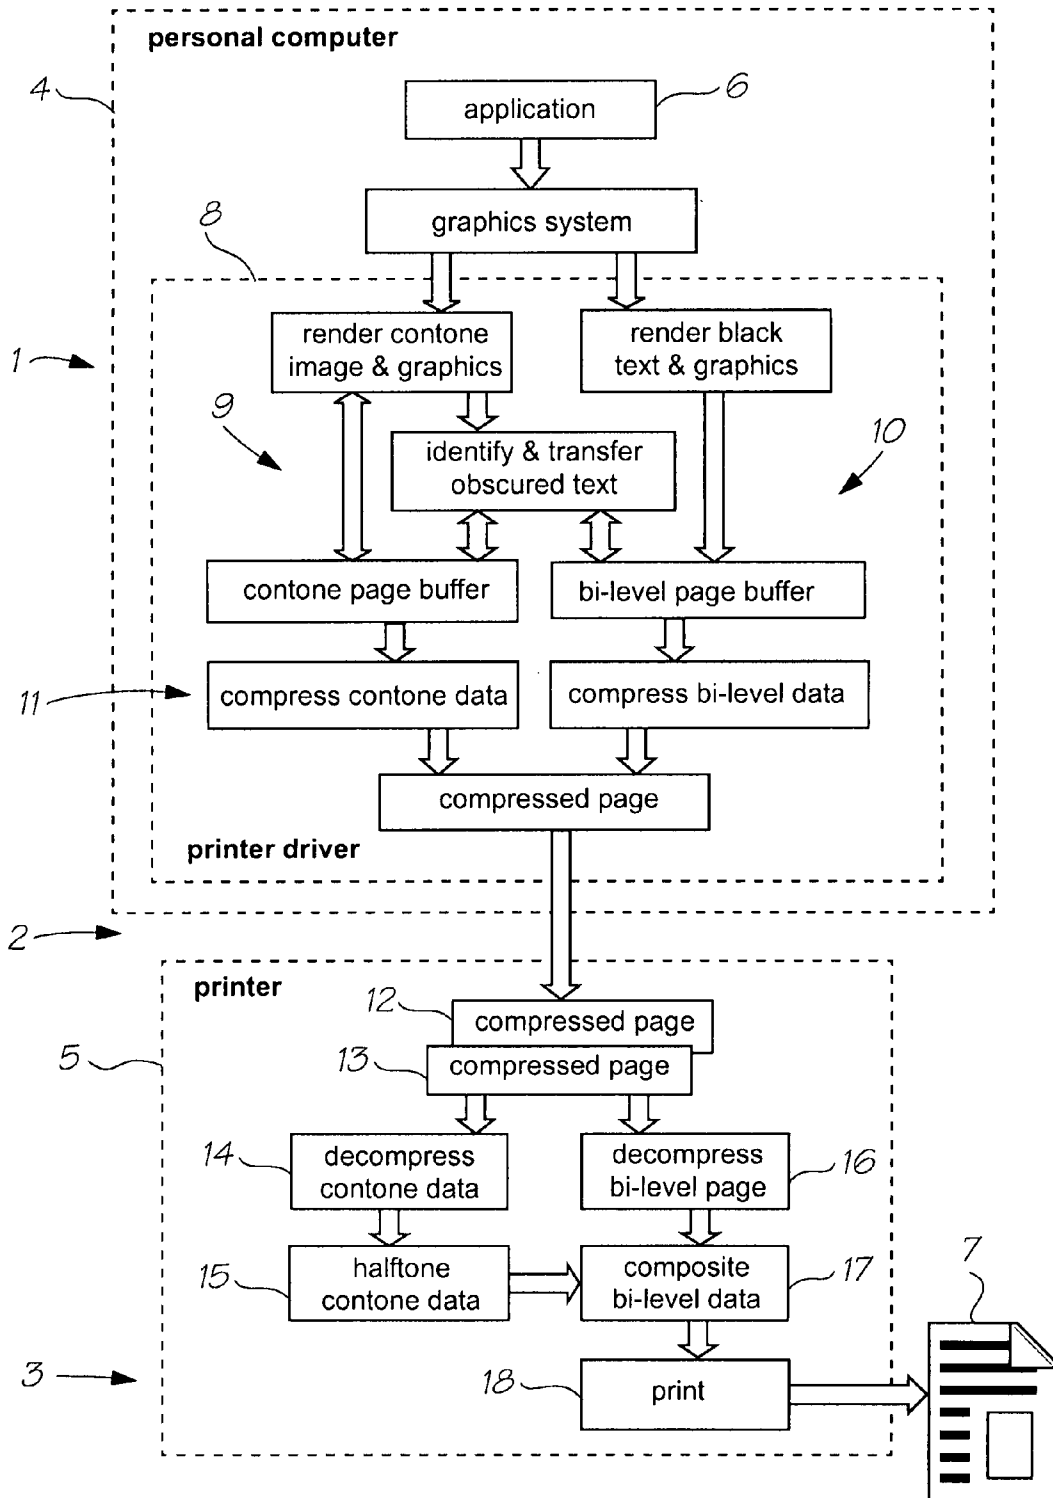 personal computer
4
application
6
graphics system
8
render contone
image & graphics
render black
text & graphics
1
9
identify & transfer
obscured text
10
contone page buffer
bi-level page buffer
11
compress contone data
compress bi-level data
compressed page
printer driver
2
printer
12
compressed page
5
13
compressed page
14
decompress
contone data
decompress
bi-level page
16
15
halftone
contone data
composite
bi-level data
17
7
3
18
print